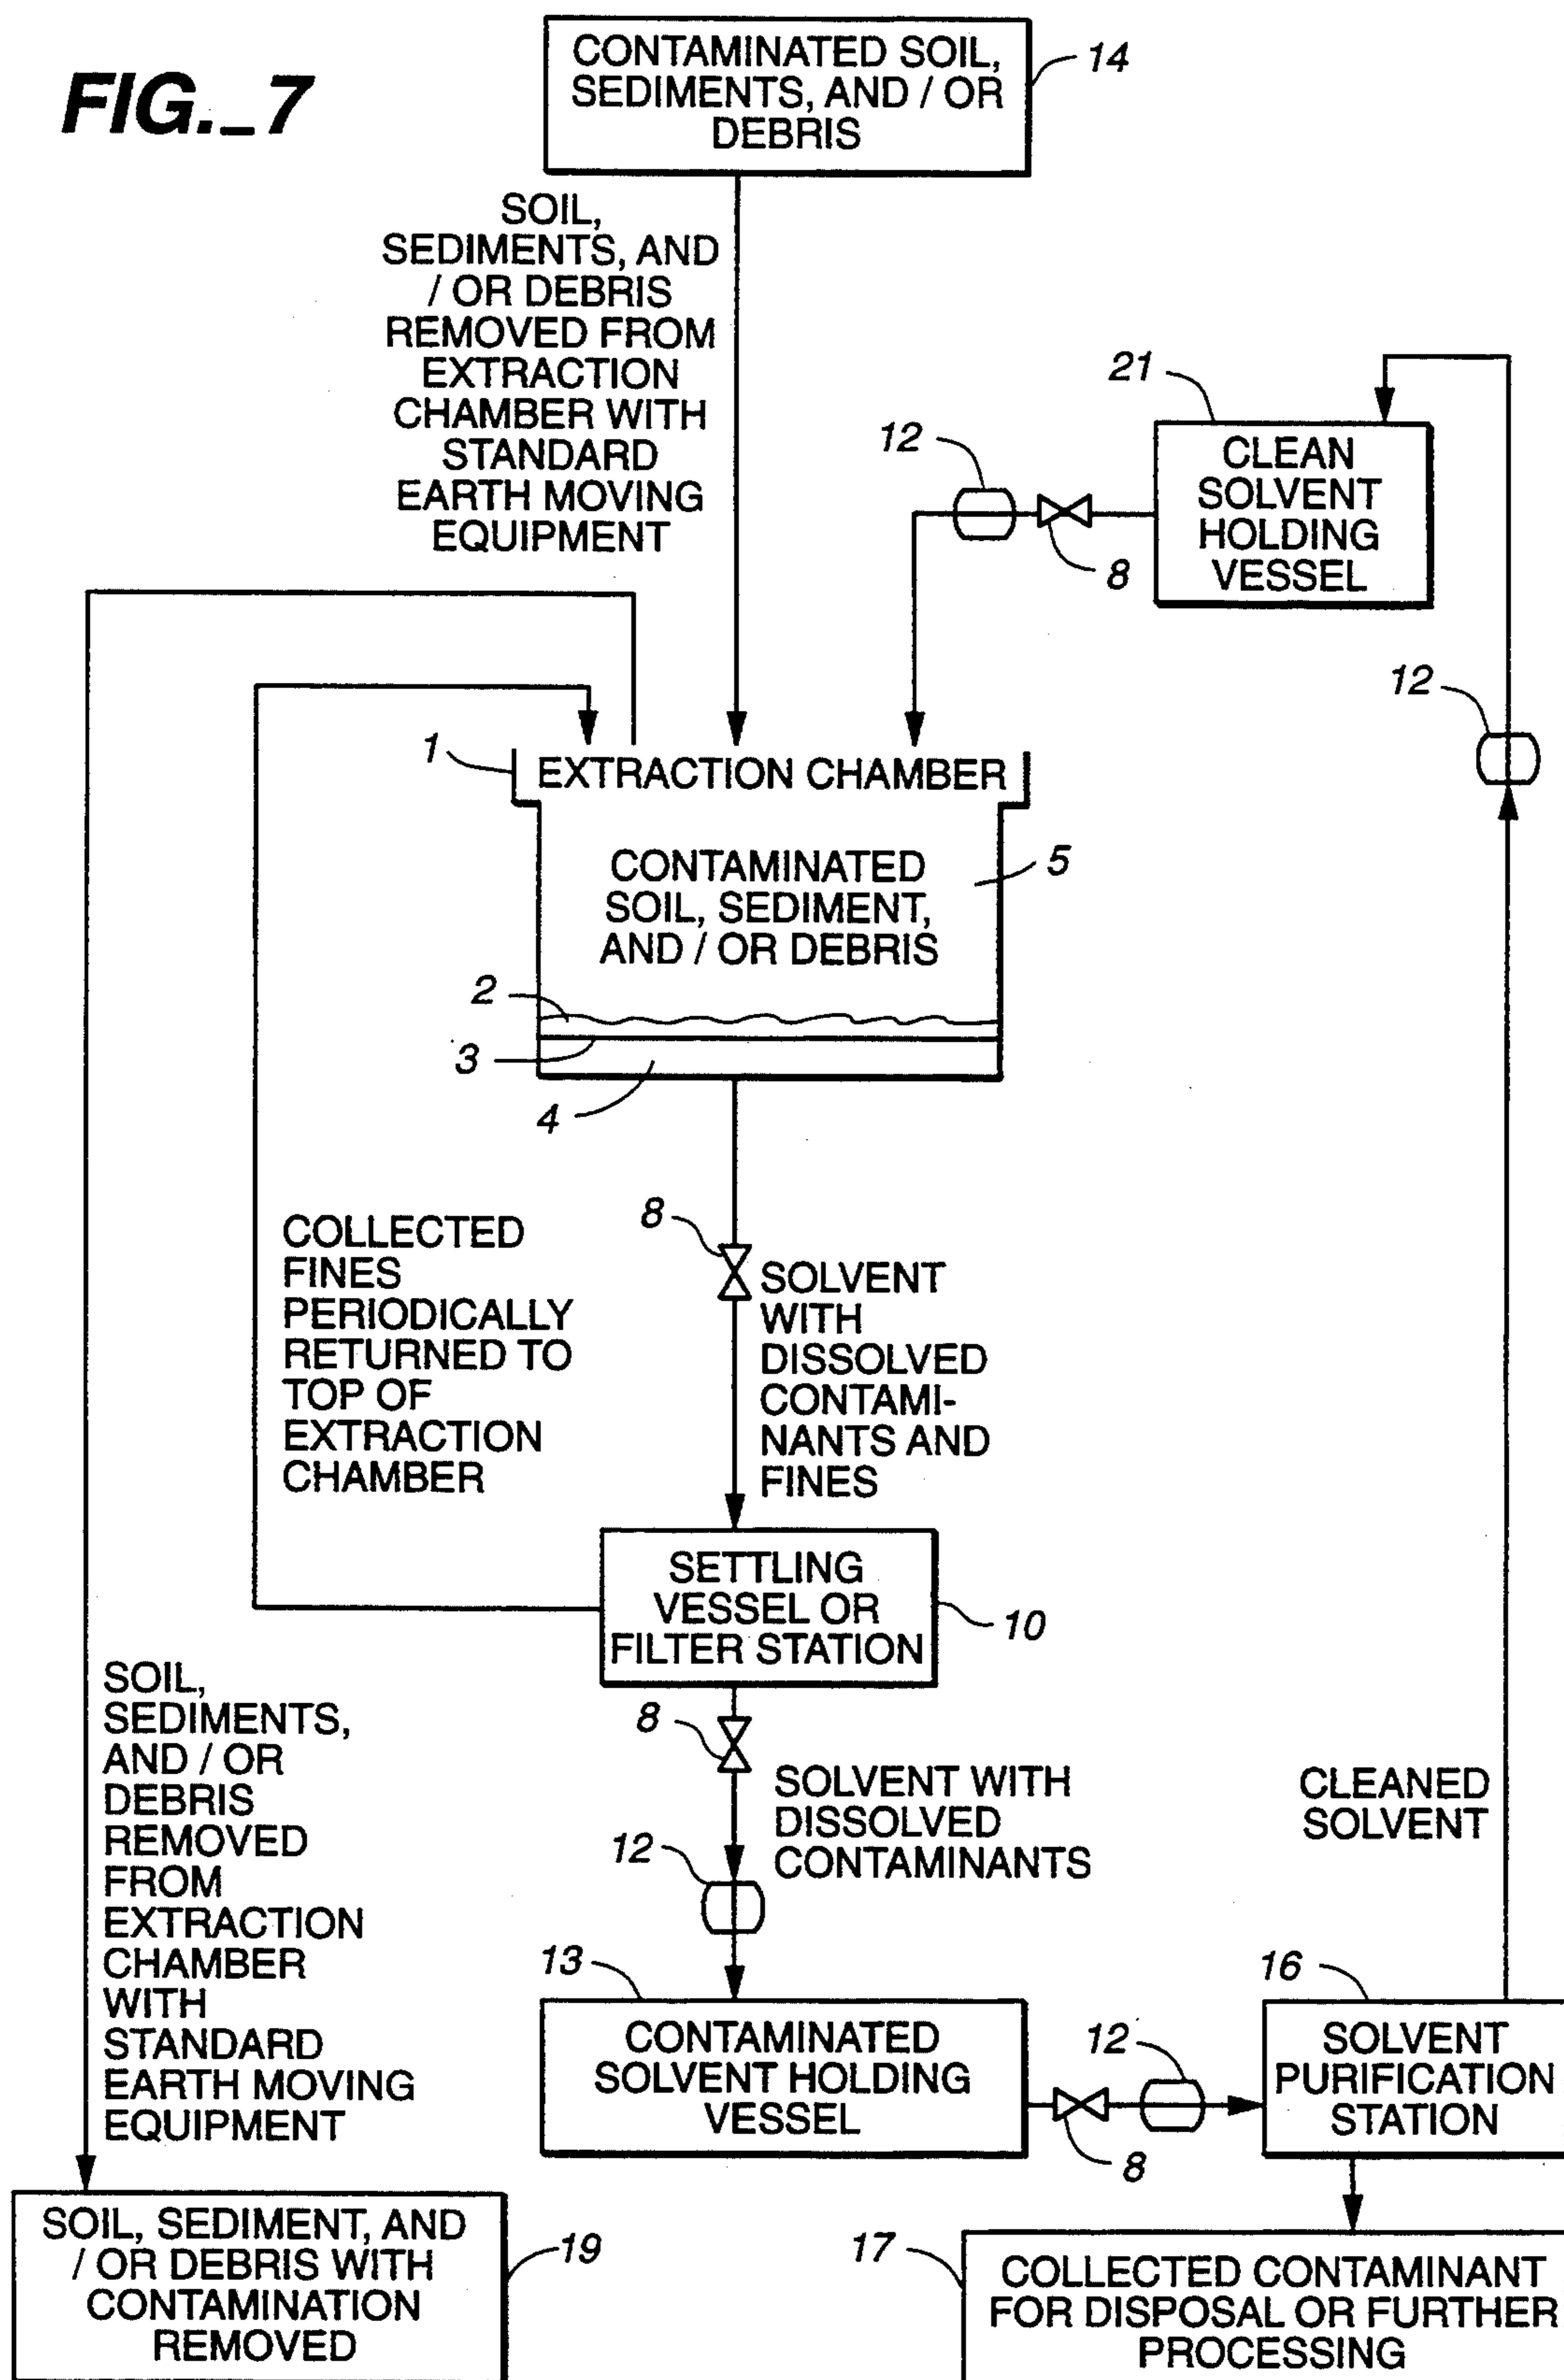 FIG._7
CONTAMINATED SOIL,
SEDIMENTS, AND / OR
DEBRIS
14
SOIL,
SEDIMENTS, AND
/ OR DEBRIS
REMOVED FROM
EXTRACTION
CHAMBER WITH
STANDARD
EARTH MOVING
EQUIPMENT
21
CLEAN
SOLVENT
HOLDING
VESSEL
12
8
12
1
EXTRACTION CHAMBER
CONTAMINATED
SOIL, SEDIMENT,
AND / OR DEBRIS
5
2
3
4
COLLECTED
FINES
PERIODICALLY
RETURNED TO
TOP OF
EXTRACTION
CHAMBER
8
SOLVENT
WITH
DISSOLVED
CONTAMI-
NANTS AND
FINES
SETTLING
VESSEL OR
FILTER STATION
10
SOIL,
SEDIMENTS,
AND / OR
DEBRIS
REMOVED
FROM
EXTRACTION
CHAMBER
WITH
STANDARD
EARTH MOVING
EQUIPMENT
8
SOLVENT WITH
DISSOLVED
CONTAMINANTS
12
CLEANED
SOLVENT
13
CONTAMINATED
SOLVENT HOLDING
VESSEL
12
8
16
SOLVENT
PURIFICATION
STATION
SOIL, SEDIMENT, AND
/ OR DEBRIS WITH
CONTAMINATION
REMOVED
19
17
COLLECTED CONTAMINANT
FOR DISPOSAL OR FURTHER
PROCESSING